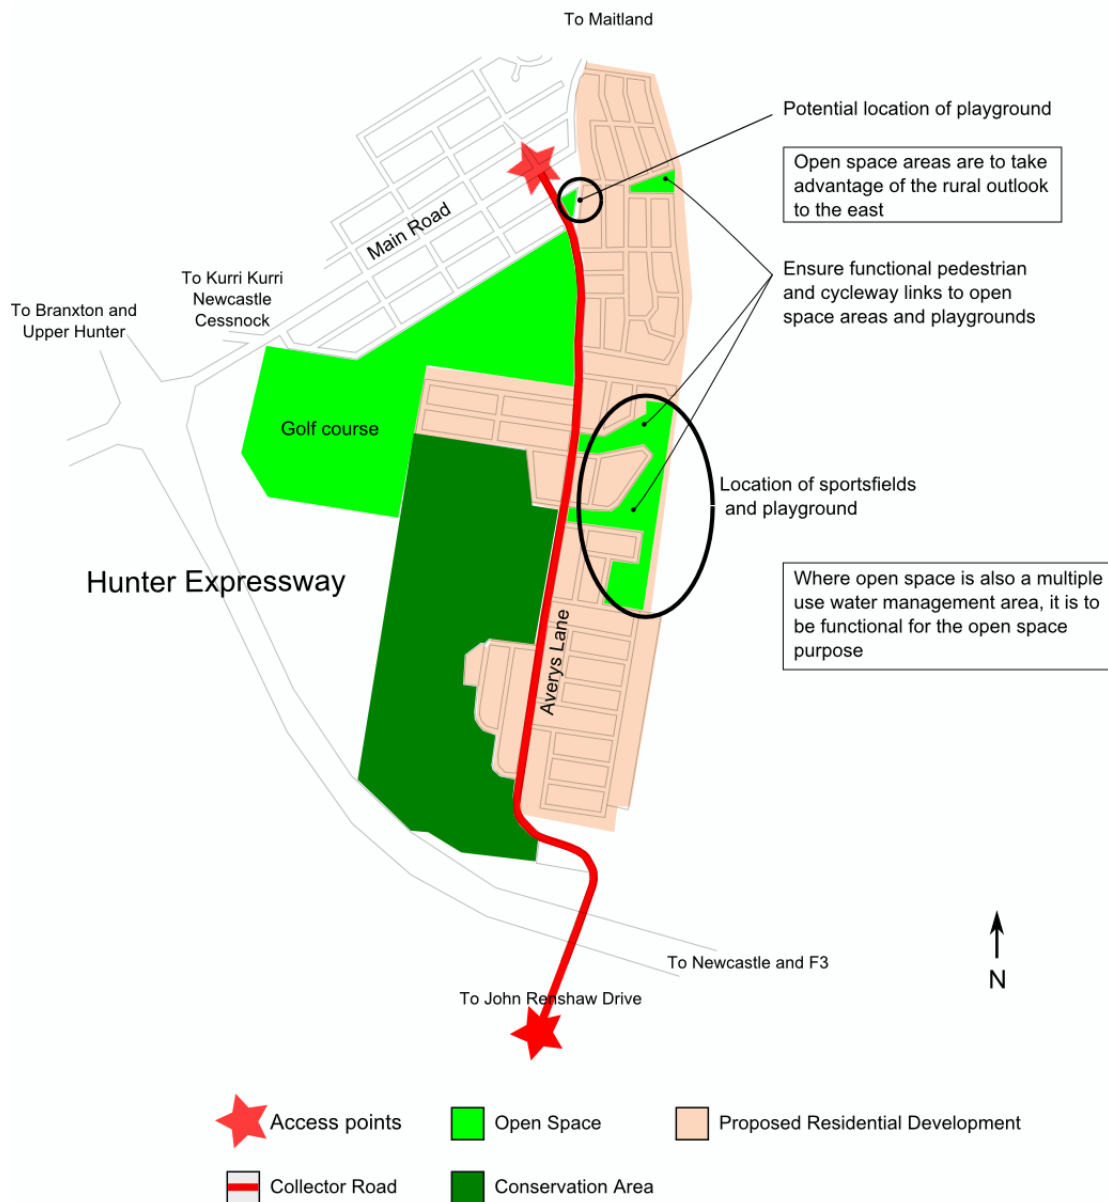 To Maitland
Potential location of playground
Open space areas are to take
advantage of the rural outlook
to the east
Main Road
To Kurri Kurri
Newcastle
Cessnock
To Branxton and
Upper Hunter
Ensure functional pedestrian
and cycleway links to open
space areas and playgrounds
Golf course
Location of sportsfields
and playground
Hunter Expressway
Where open space is also a multiple
use water management area, it is to
be functional for the open space
purpose
Averys Lane
To Newcastle and F3
N
To John Renshaw Drive
Access points
Open Space
Proposed Residential Development
Collector Road
Conservation Area